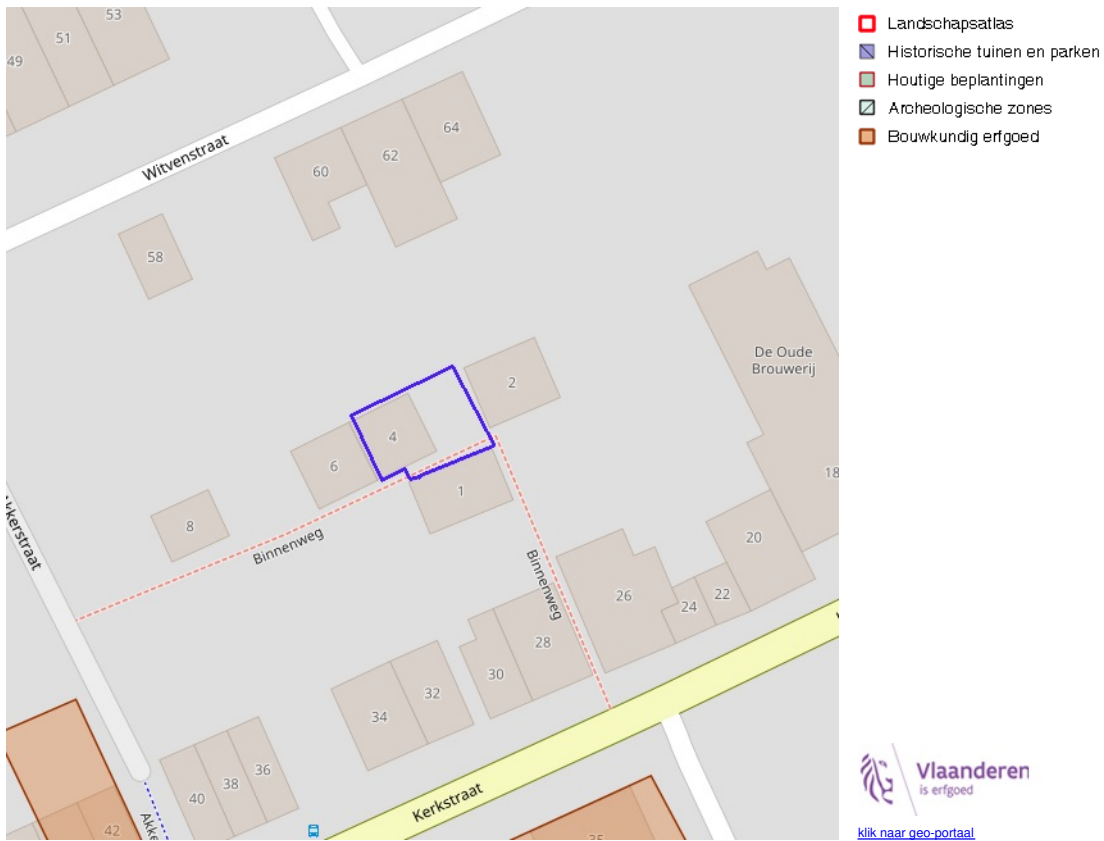 53
51
49
Witvenstraat
64
62
60
58
De Oude
Brouwerij
2
4
6
1
18
8
Akkerstraat
Binnenweg
Binnenweg
20
26
22
24
28
30
32
34
36
38
40
42
Kerkstraat
Akke
35
Landschapsatlas
Historische tuinen en parken
Houtige beplantingen
Archeologische zones
Bouwkundig erfgoed
Vlaanderen
is erfgoed
klik naar geo-portaal